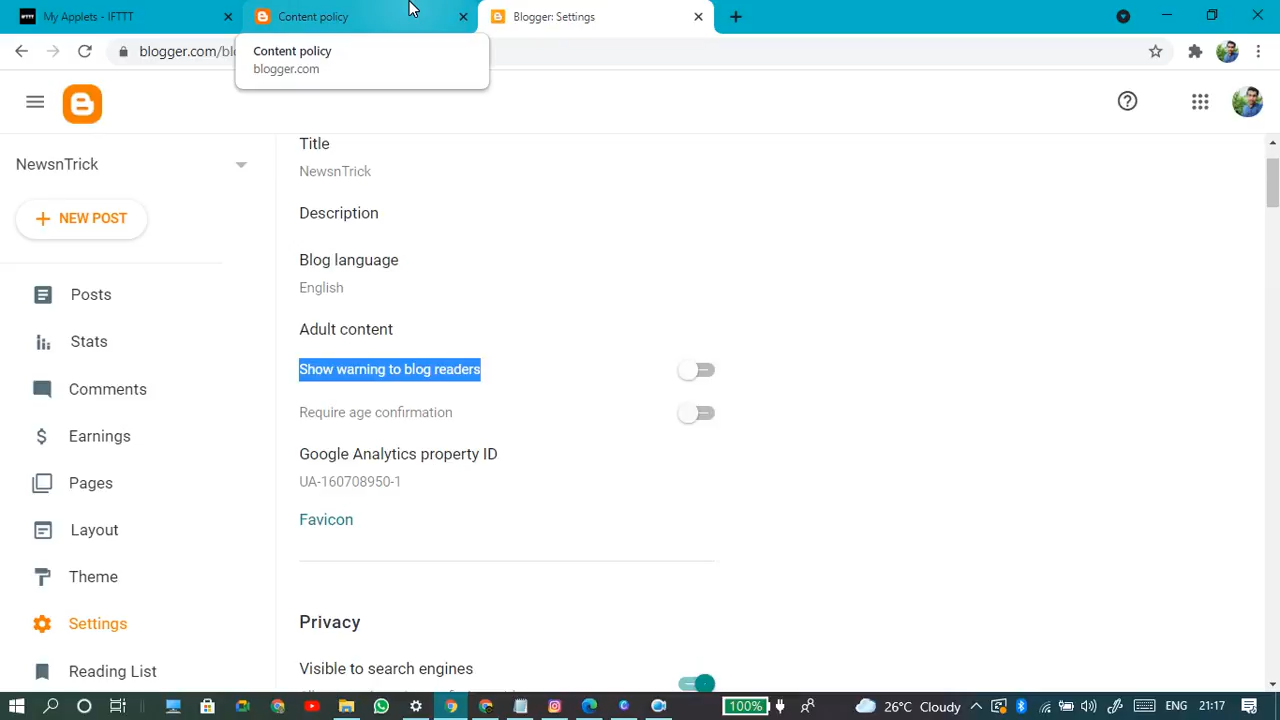 My Applets - IFTTT
Content policy
Blogger: Settings
blogger.com/bl
Content policy
blogger.com
NewsnTrick
NEW POST
Posts
Stats
Comments
Earnings
Pages
Layout
Theme
Settings
Reading List
Title
NewsnTrick
Description
Blog language
English
Adult content
Show warning to blog readers
Require age confirmation
Google Analytics property ID
UA-160708950-1
Favicon
Privacy
Visible to search engines
100%
26°C Cloudy
ENG
21:17